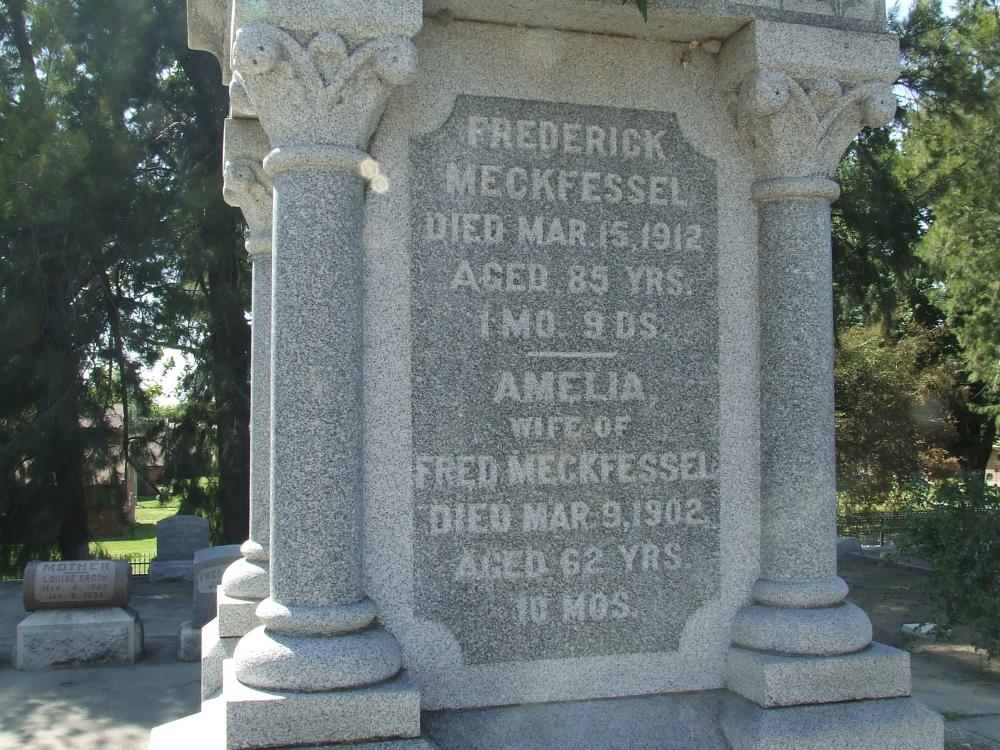 FREDERICK
MECKFESSEL
DIED MAR. 15, 1912
AGED 85 YRS.
1 MO. 9 DS.
AMELIA,
WIFE OF
FRED MECKFESSEL
DIED MAR. 9, 1902,
AGED 62 YRS.
10 MOS.
MOTHER